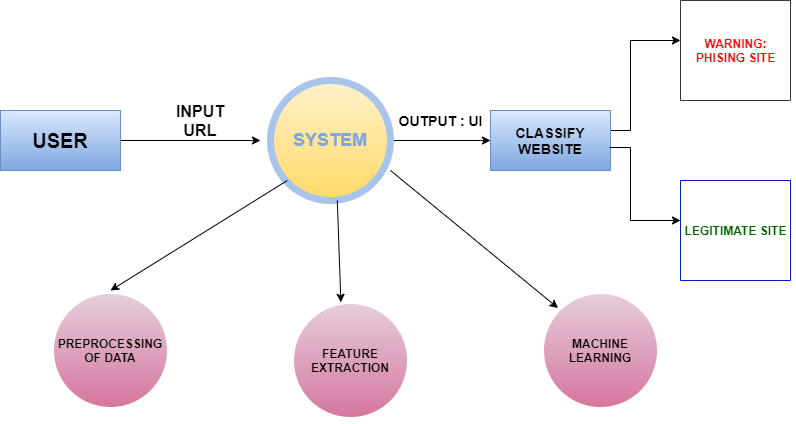 USER
INPUT
URL
SYSTEM
OUTPUT : UI
CLASSIFY
WEBSITE
WARNING:
PHISING SITE
LEGITIMATE SITE
PREPROCESSING
OF DATA
FEATURE
EXTRACTION
MACHINE
LEARNING